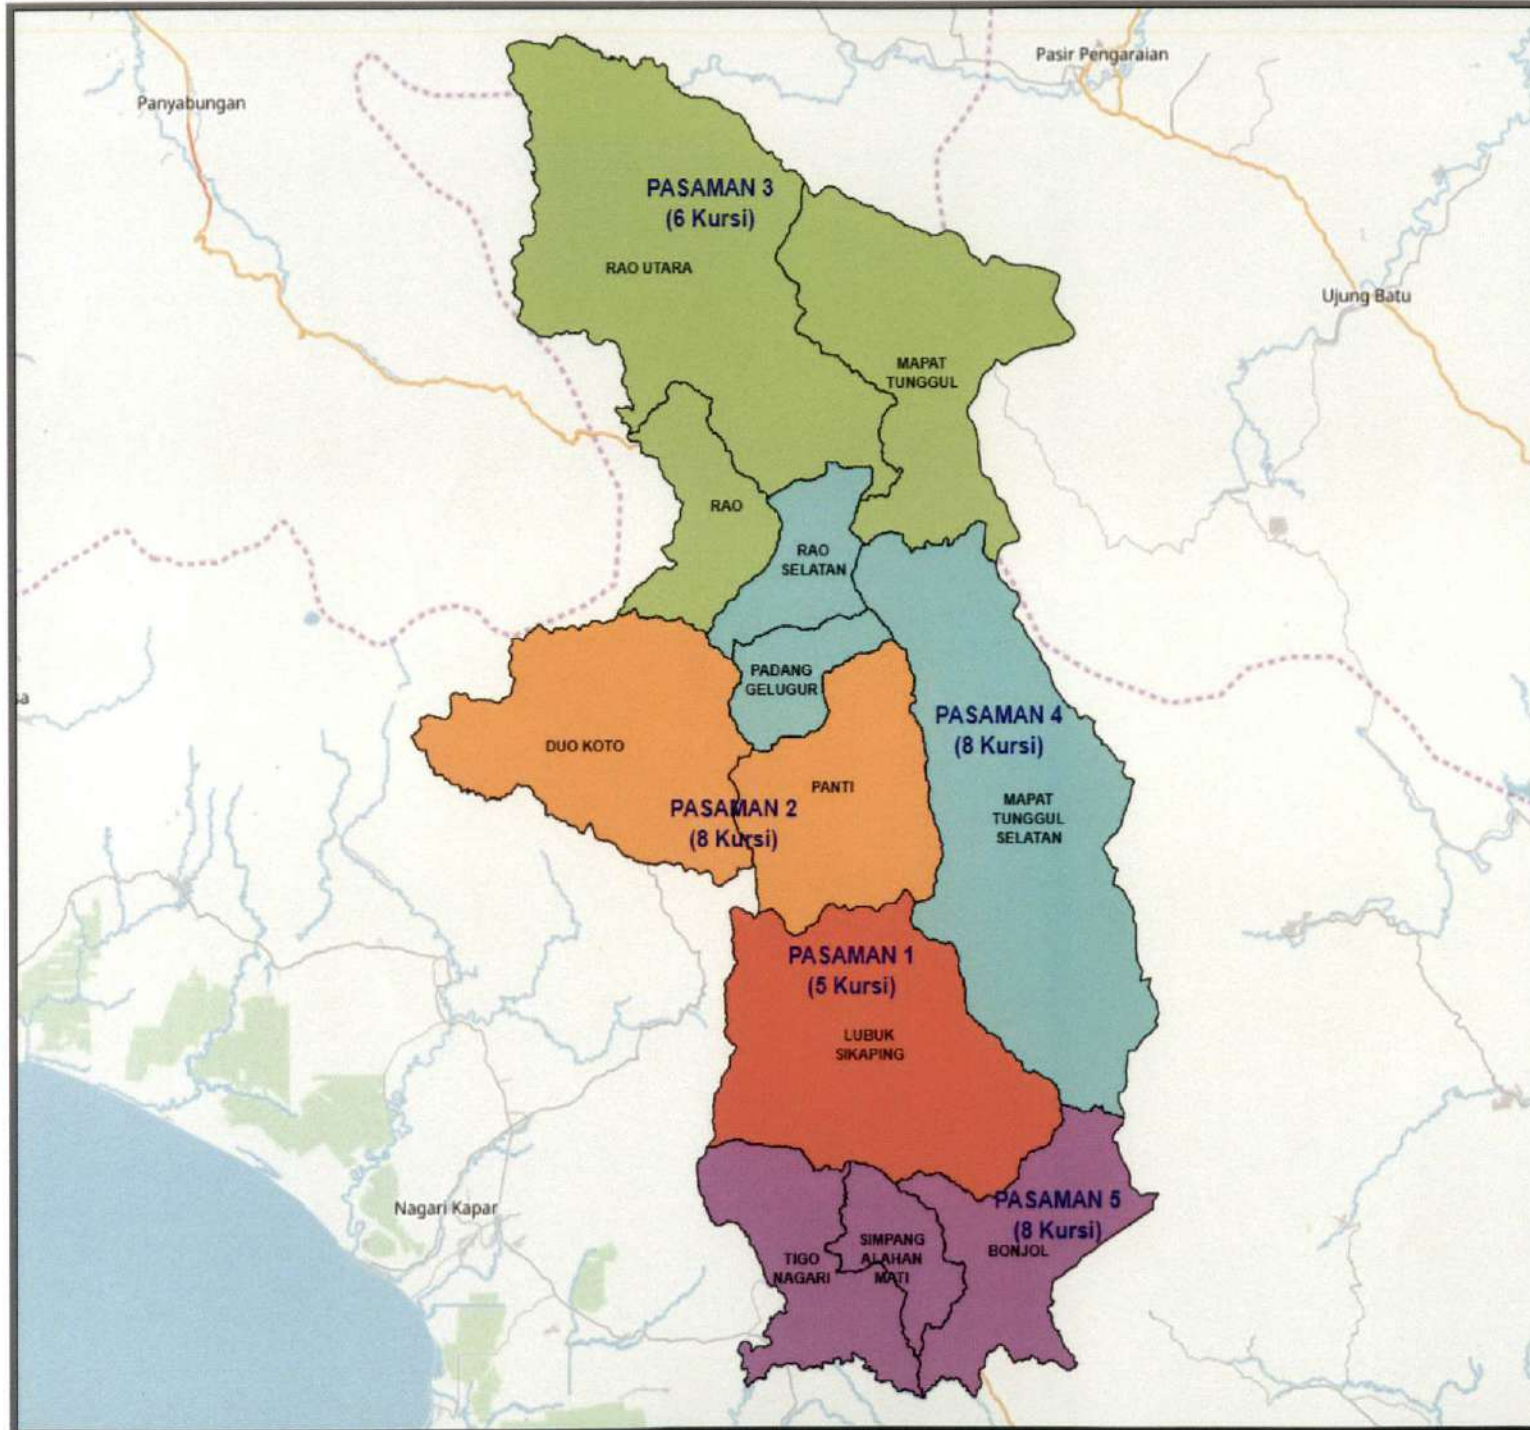 Pasir Pengaraian
Panyabungan
PASAMAN 3
(6 Kursi)
RAO UTARA
Ujung Batu
MAPAT
TUNGGUL
RAO
RAO
SELATAN
PADANG
GELUGUR
sa
PASAMAN 4
(8 Kursi)
DUO KOTO
PANTI
MAPAT
TUNGGUL
SELATAN
PASAMAN 2
(8 Kursi)
PASAMAN 1
(5 Kursi)
LUBUK
SIKAPING
Nagari Kapar
PASAMAN 5
(8 Kursi)
BONJOL
SIMPANG
ALAHAN
MATI
TIGO
NAGARI